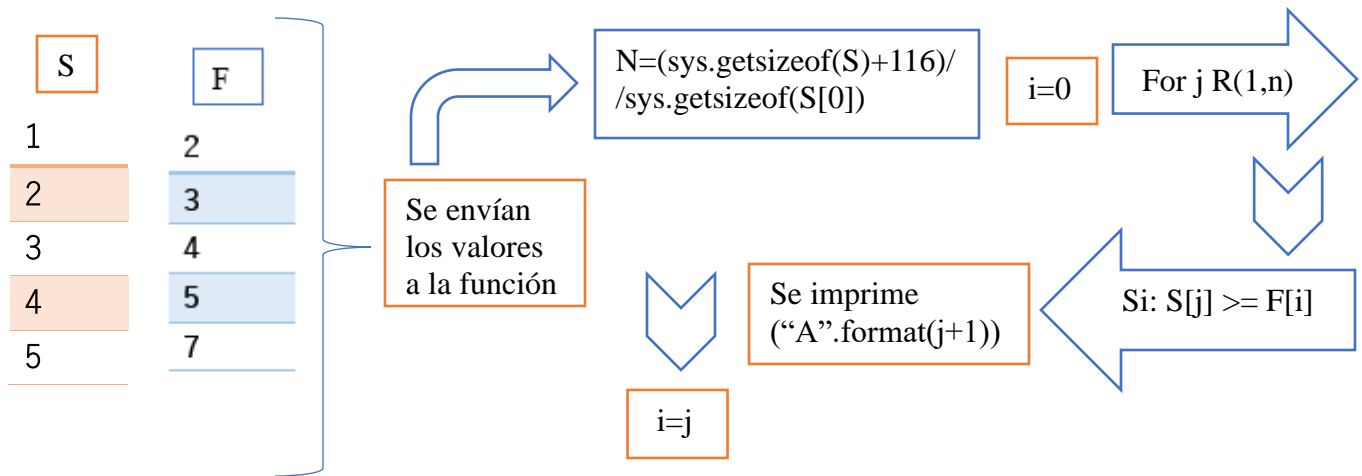 S
1
2
3
4
5
F
2
3
4
5
7
Se envían
los valores
a la función
N=(sys.getsizeof(S)+116)/
/sys.getsizeof(S[0])
i=0
For j R(1,n)
Si: S[j] >= F[i]
Se imprime
(“A”.format(j+1))
i=j